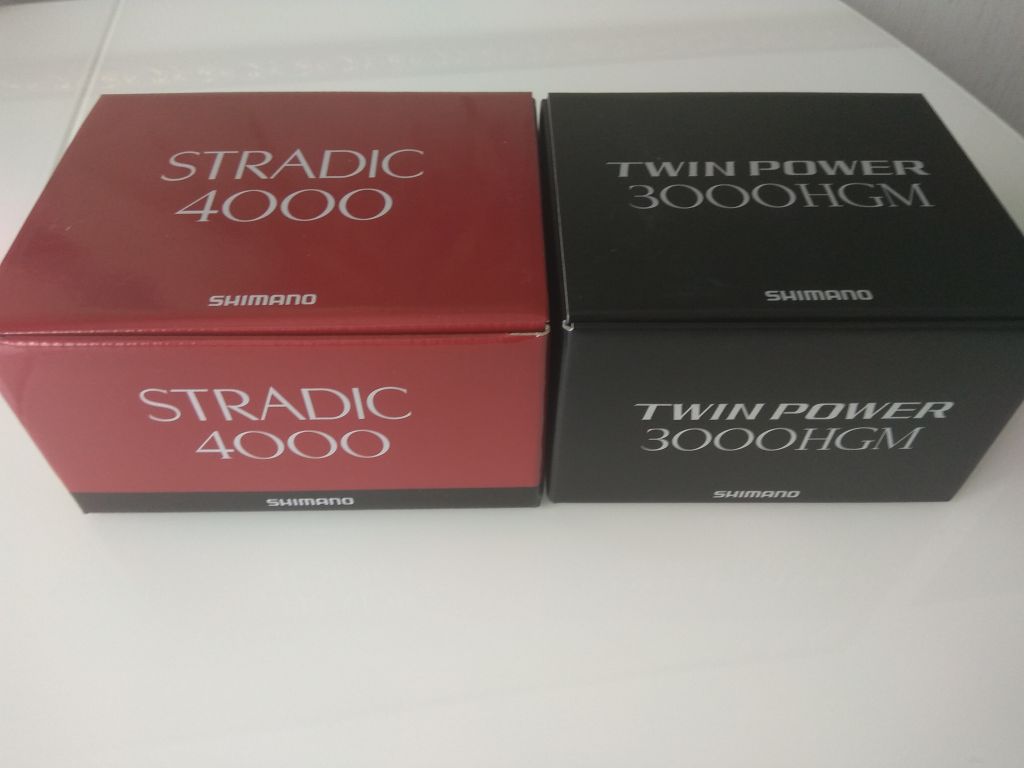 STRADIC
4000
SHIMANO
STRADIC
4000
SHIMANO
TWIN POWER
3000HGM
SHIMANO
TWIN POWER
3000HGM
SHIMANO